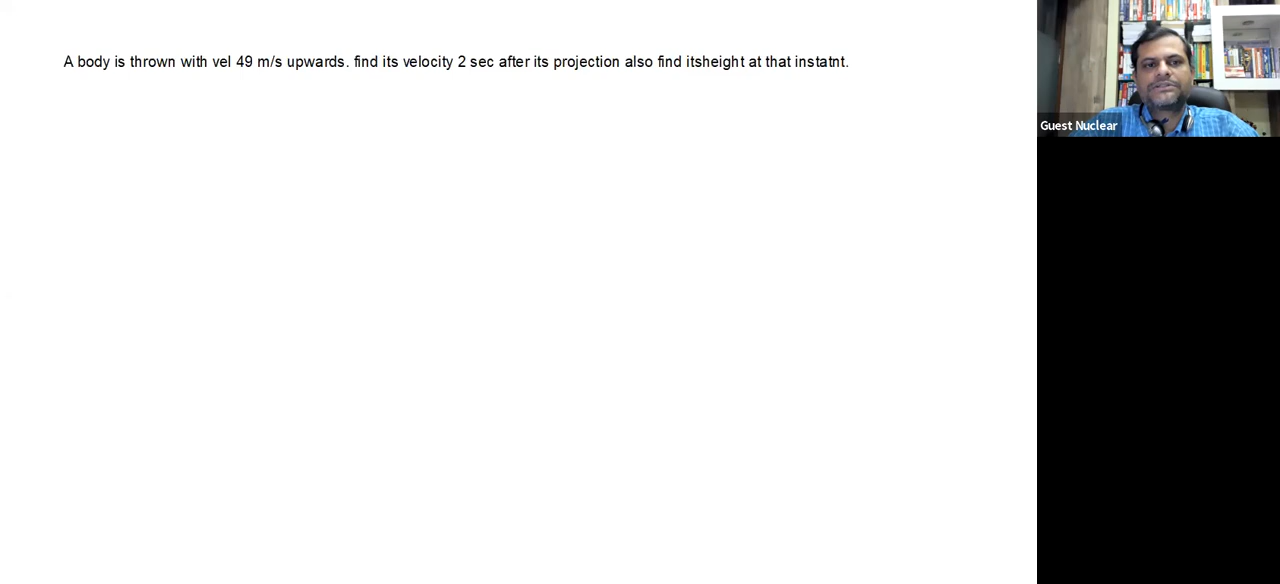 A body is thrown with vel 49 m/s upwards. find its velocity 2 sec after its projection also find itsheight at that instatnt.
Guest Nuclear